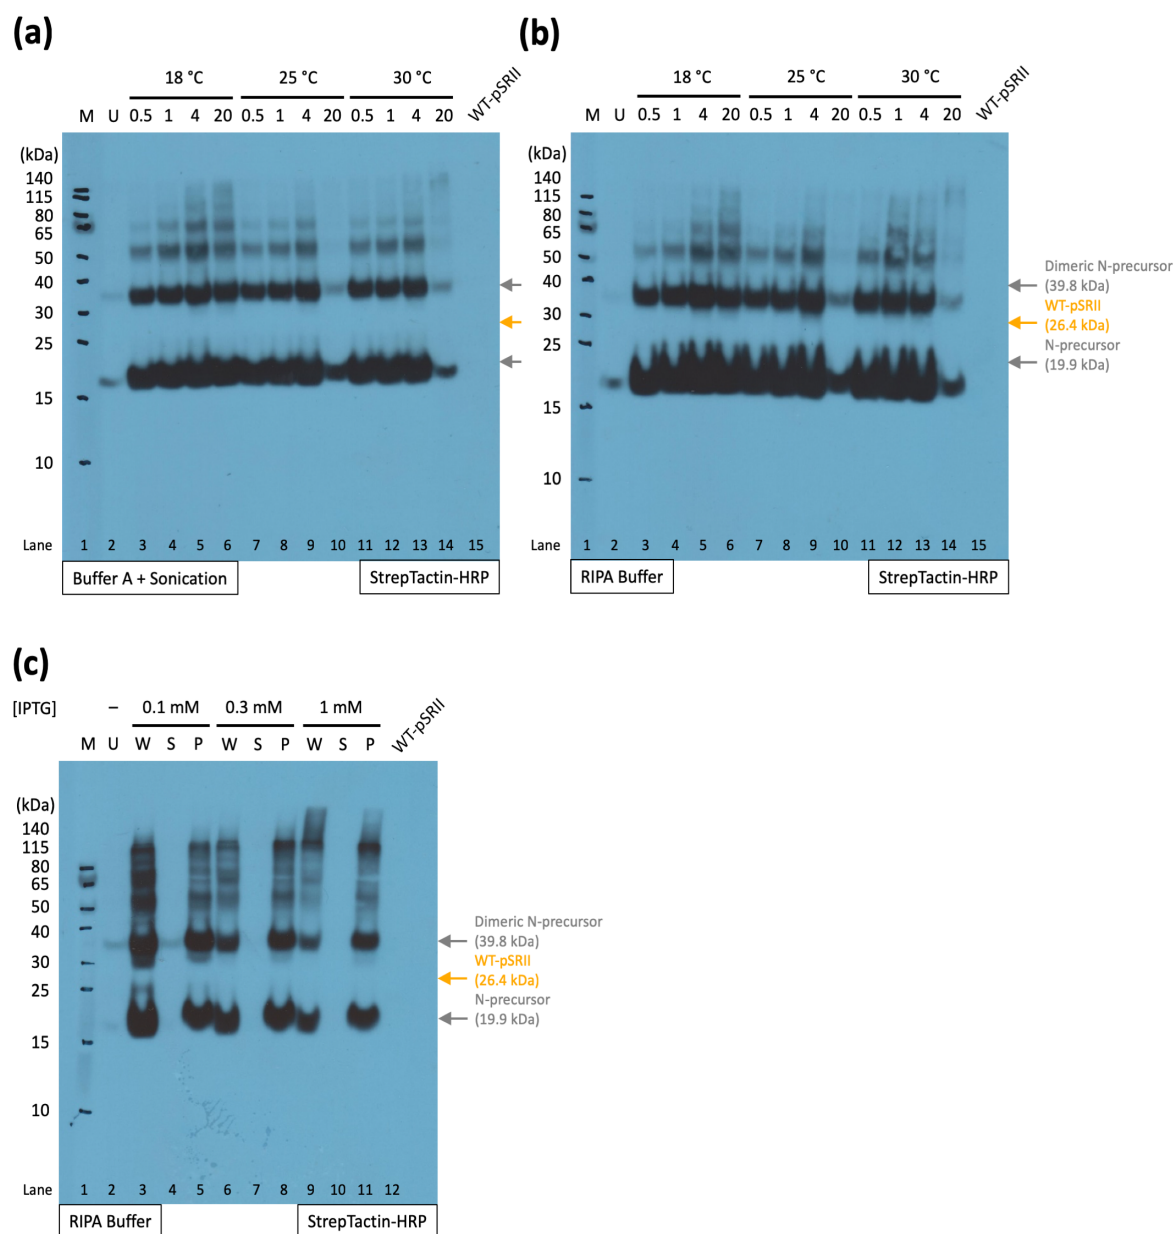 (a)
18 °C 25 °C 30 °C
M U 0.5 1 4 20 0.5 1 4 20 0.5 1 4 20 WT-pSRII
(kDa)
140
115
80
65
50
40
30
25
15
10
Lane 1 2 3 4 5 6 7 8 9 10 11 12 13 14 15
Buffer A + Sonication StrepTactin-HRP
(b)
18 °C 25 °C 30 °C
M U 0.5 1 4 20 0.5 1 4 20 0.5 1 4 20 WT-pSRII
(kDa)
140
115
80
65
50
40
30
25
15
10
Dimeric N-precursor
(39.8 kDa)
WT-pSRII
(26.4 kDa)
N-precursor
(19.9 kDa)
Lane 1 2 3 4 5 6 7 8 9 10 11 12 13 14 15
RIPA Buffer StrepTactin-HRP
(c)
[IPTG] – 0.1 mM 0.3 mM 1 mM
M U W S P W S P W S P WT-pSRII
(kDa)
140
115
80
65
50
40
30
25
15
10
Dimeric N-precursor
(39.8 kDa)
WT-pSRII
(26.4 kDa)
N-precursor
(19.9 kDa)
Lane 1 2 3 4 5 6 7 8 9 10 11 12
RIPA Buffer StrepTactin-HRP